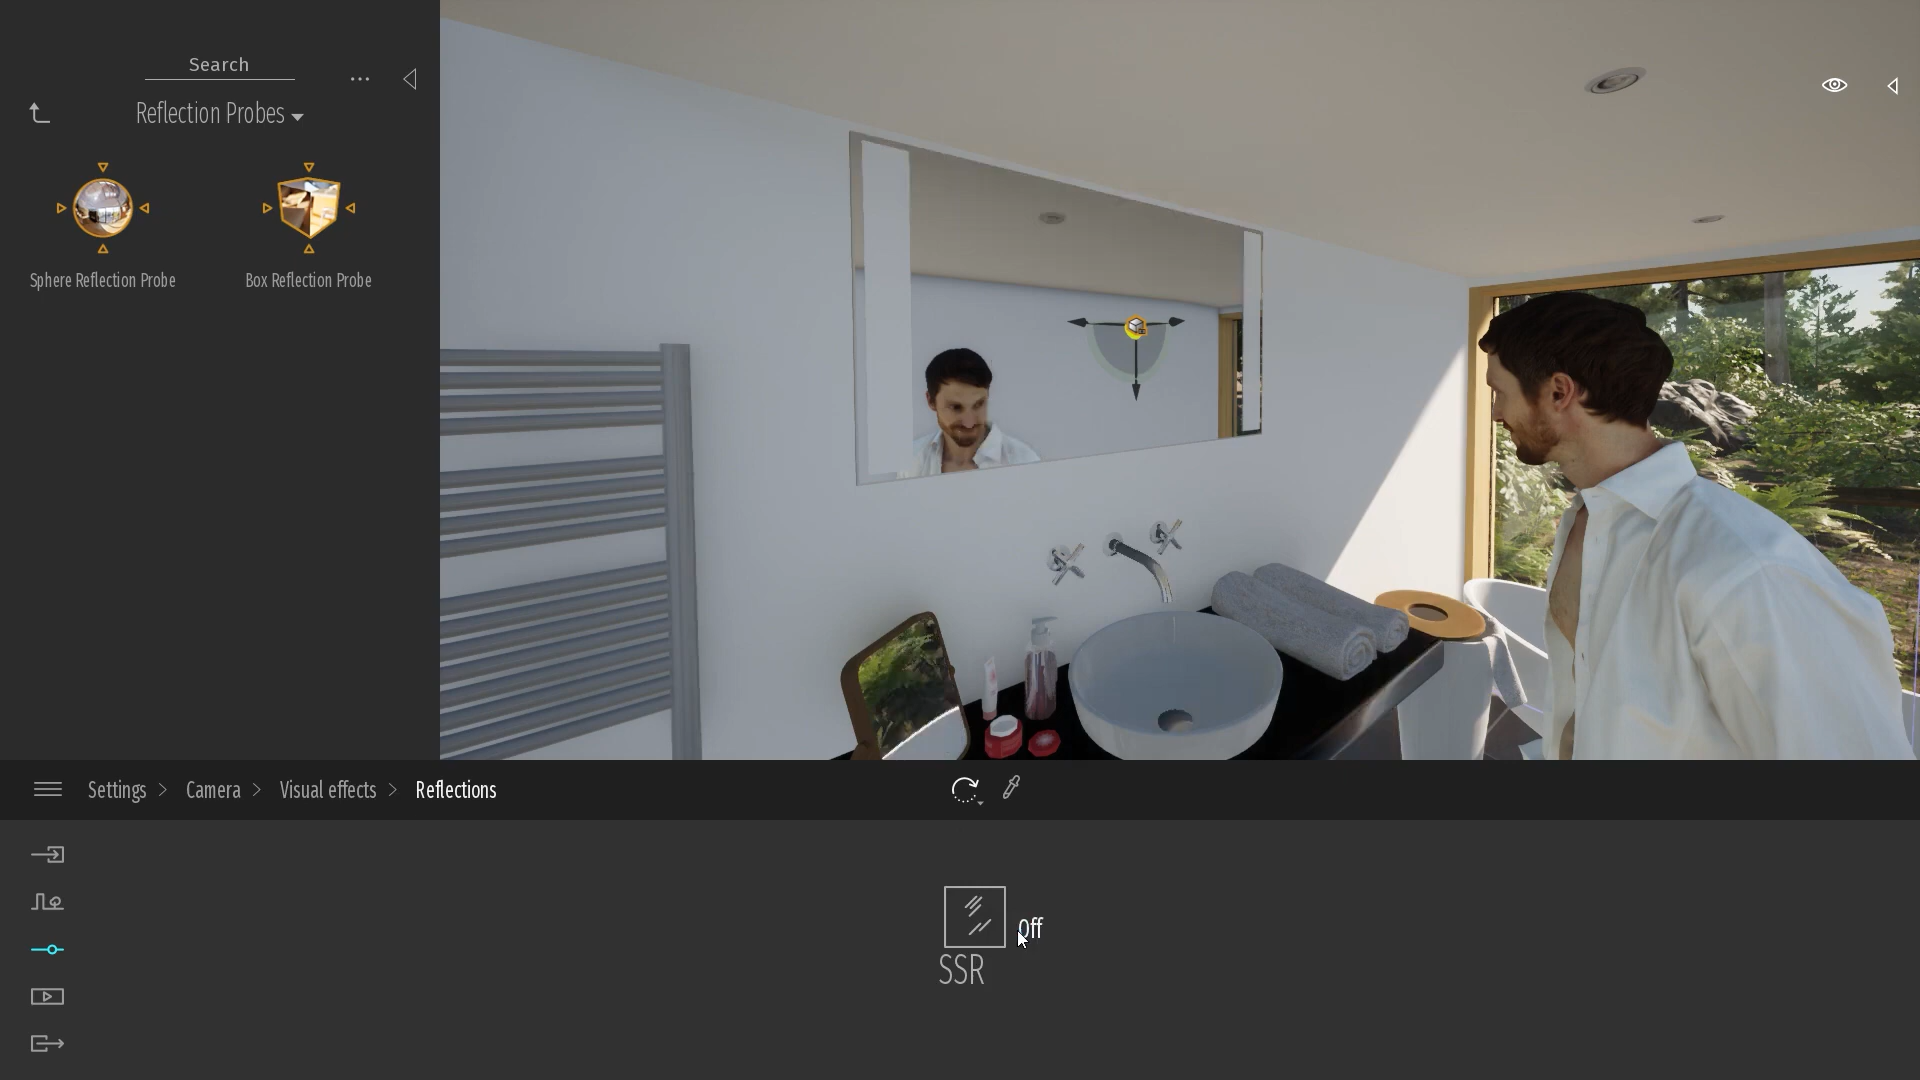 Search
...
Reflection Probes
Sphere Reflection Probe
Box Reflection Probe
Settings > Camera > Visual effects > Reflections
Off
SSR